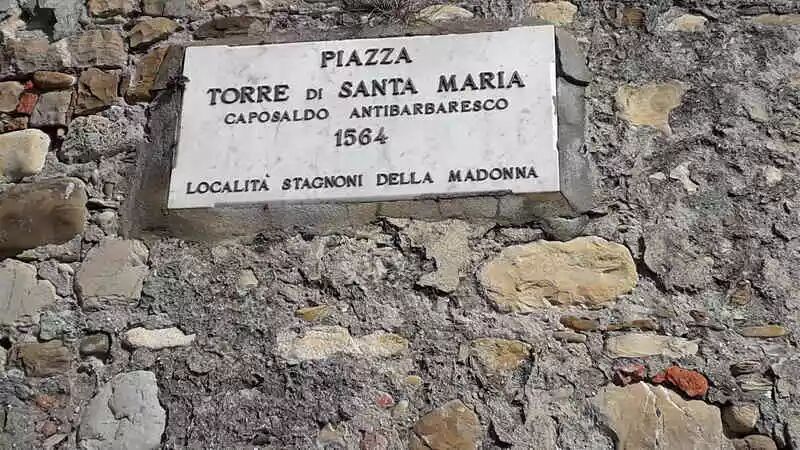 PIAZZA
TORRE DI SANTA MARIA
CAPOSALDO ANTIBARBARESCO
1564
LOCALITÀ STAGNONI DELLA MADONNA